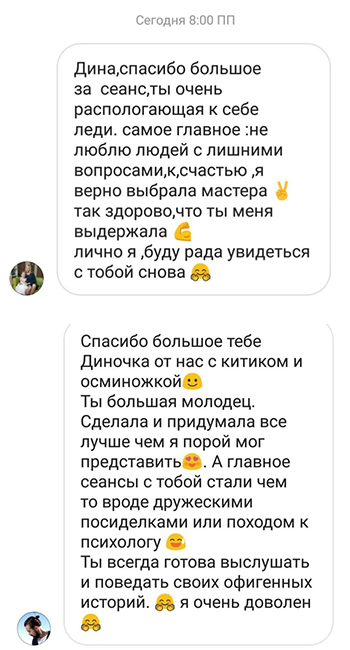 Сегодня 8:00 ПП
Дина,спасибо большое
за сеанс,ты очень
распологающая к себе
леди. самое главное :не
люблю людей с лишними
вопросами,к,счастью ,я
верно выбрала мастера ✌️
так здорово,что ты меня
выдержала 💪
лично я ,буду рада увидеться
с тобой снова 🤗
Спасибо большое тебе
Диночка от нас с китиком и
осминожкой🙂
Ты большая молодец.
Сделала и придумала все
лучше чем я порой мог
представить😍. А главное
сеансы с тобой стали чем
то вроде дружескими
посиделками или походом к
психологу 😅
Ты всегда готова выслушать
и поведать своих офигенных
историй. 🤗 я очень доволен
🤗